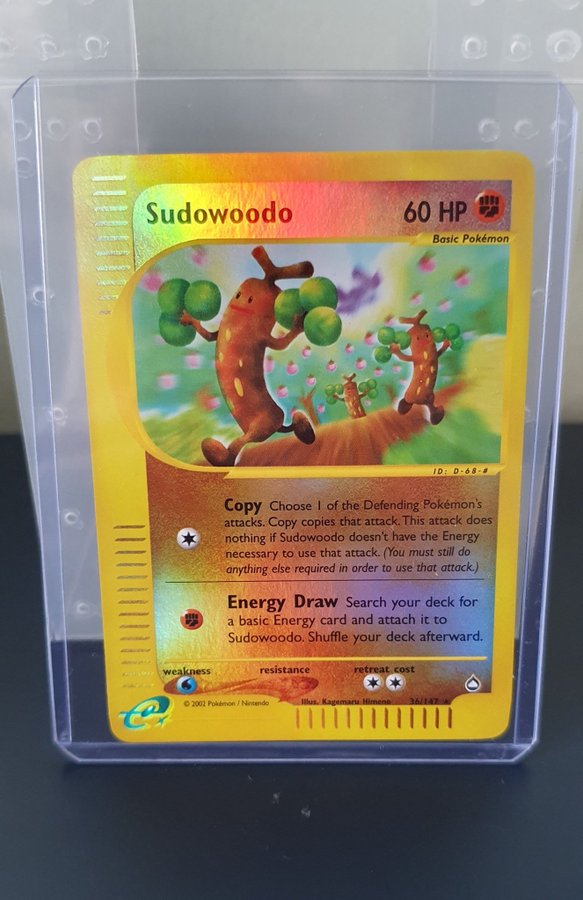 Sudowoodo 60 HP
Basic Pokémon
ID: D-68-#
Copy Choose 1 of the Defending Pokémon's
attacks. Copy copies that attack. This attack does
nothing if Sudowoodo doesn't have the Energy
necessary to use that attack. (You must still do
anything else required in order to use that attack.)
Energy Draw Search your deck for
a basic Energy card and attach it to
Sudowoodo. Shuffle your deck afterward.
weakness resistance retreat cost
© 2002 Pokémon / Nintendo Illus. Kagemaru Himeno 36/147 ★
e